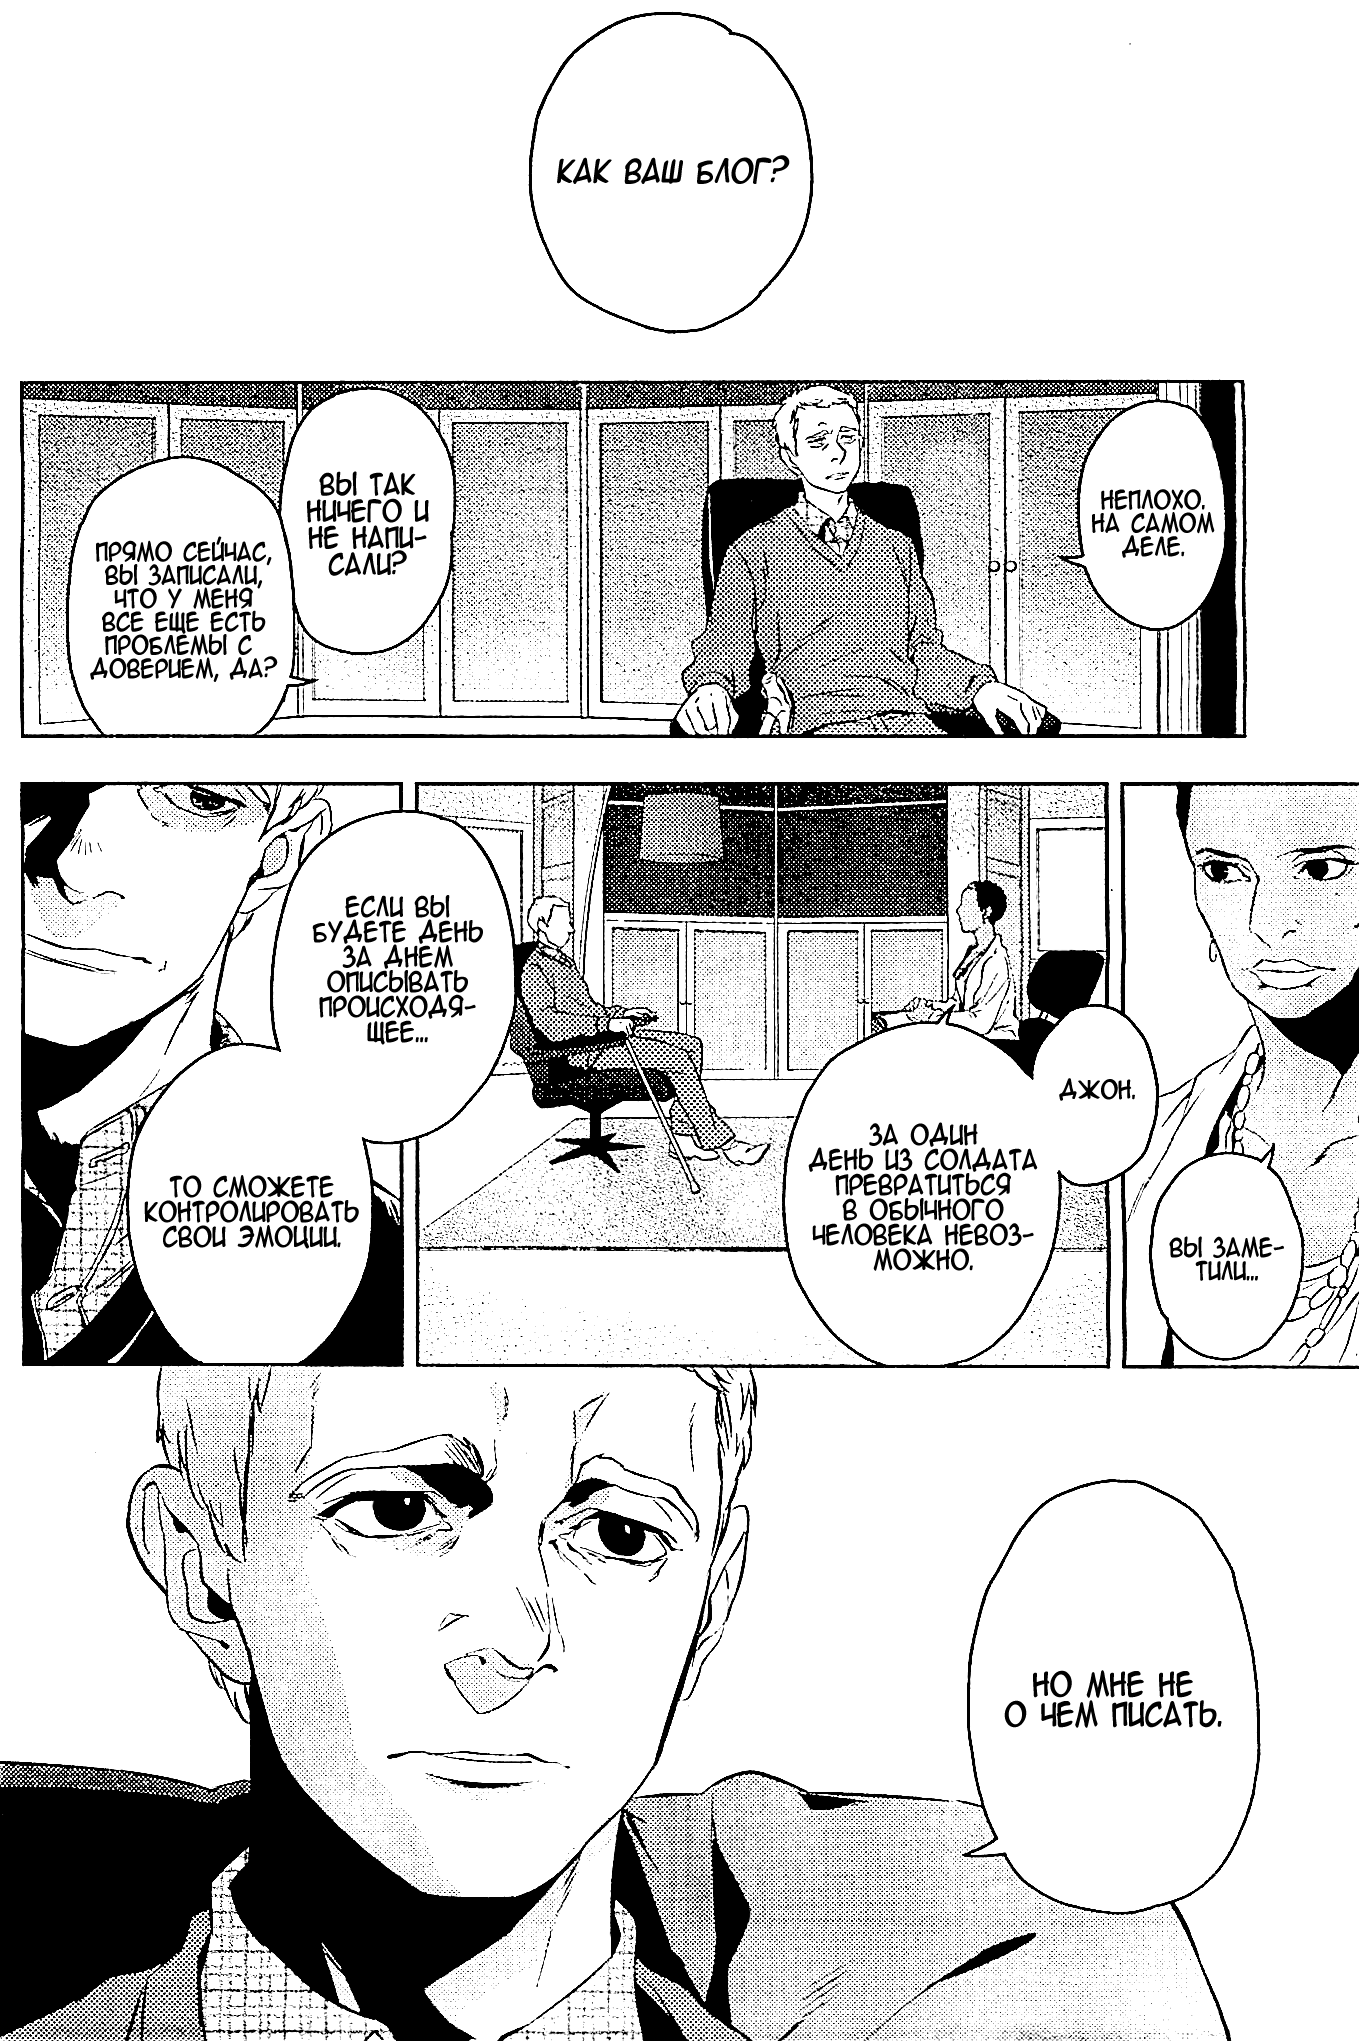 КАК ВАШ БЛОГ?
НЕПЛОХО.
НА САМОМ
ДЕЛЕ.
ВЫ ТАК
НИЧЕГО И
НЕ НАПИ-
САЛИ?
ПРЯМО СЕЙЧАС,
ВЫ ЗАПИСАЛИ,
ЧТО У МЕНЯ
ВСЕ ЕЩЕ ЕСТЬ
ПРОБЛЕМЫ С
ДОВЕРИЕМ, ДА?
ВЫ ЗАМЕ-
ТИЛИ...
ДЖОН.
ЗА ОДИН
ДЕНЬ ИЗ СОЛДАТА
ПРЕВРАТИТЬСЯ
В ОБЫЧНОГО
ЧЕЛОВЕКА НЕВОЗ-
МОЖНО.
ЕСЛИ ВЫ
БУДЕТЕ ДЕНЬ
ЗА ДНЕМ
ОПИСЫВАТЬ
ПРОИСХОДЯ-
ЩЕЕ...
ТО СМОЖЕТЕ
КОНТРОЛИРОВАТЬ
СВОИ ЭМОЦИИ.
НО МНЕ НЕ
О ЧЕМ ПИСАТЬ.